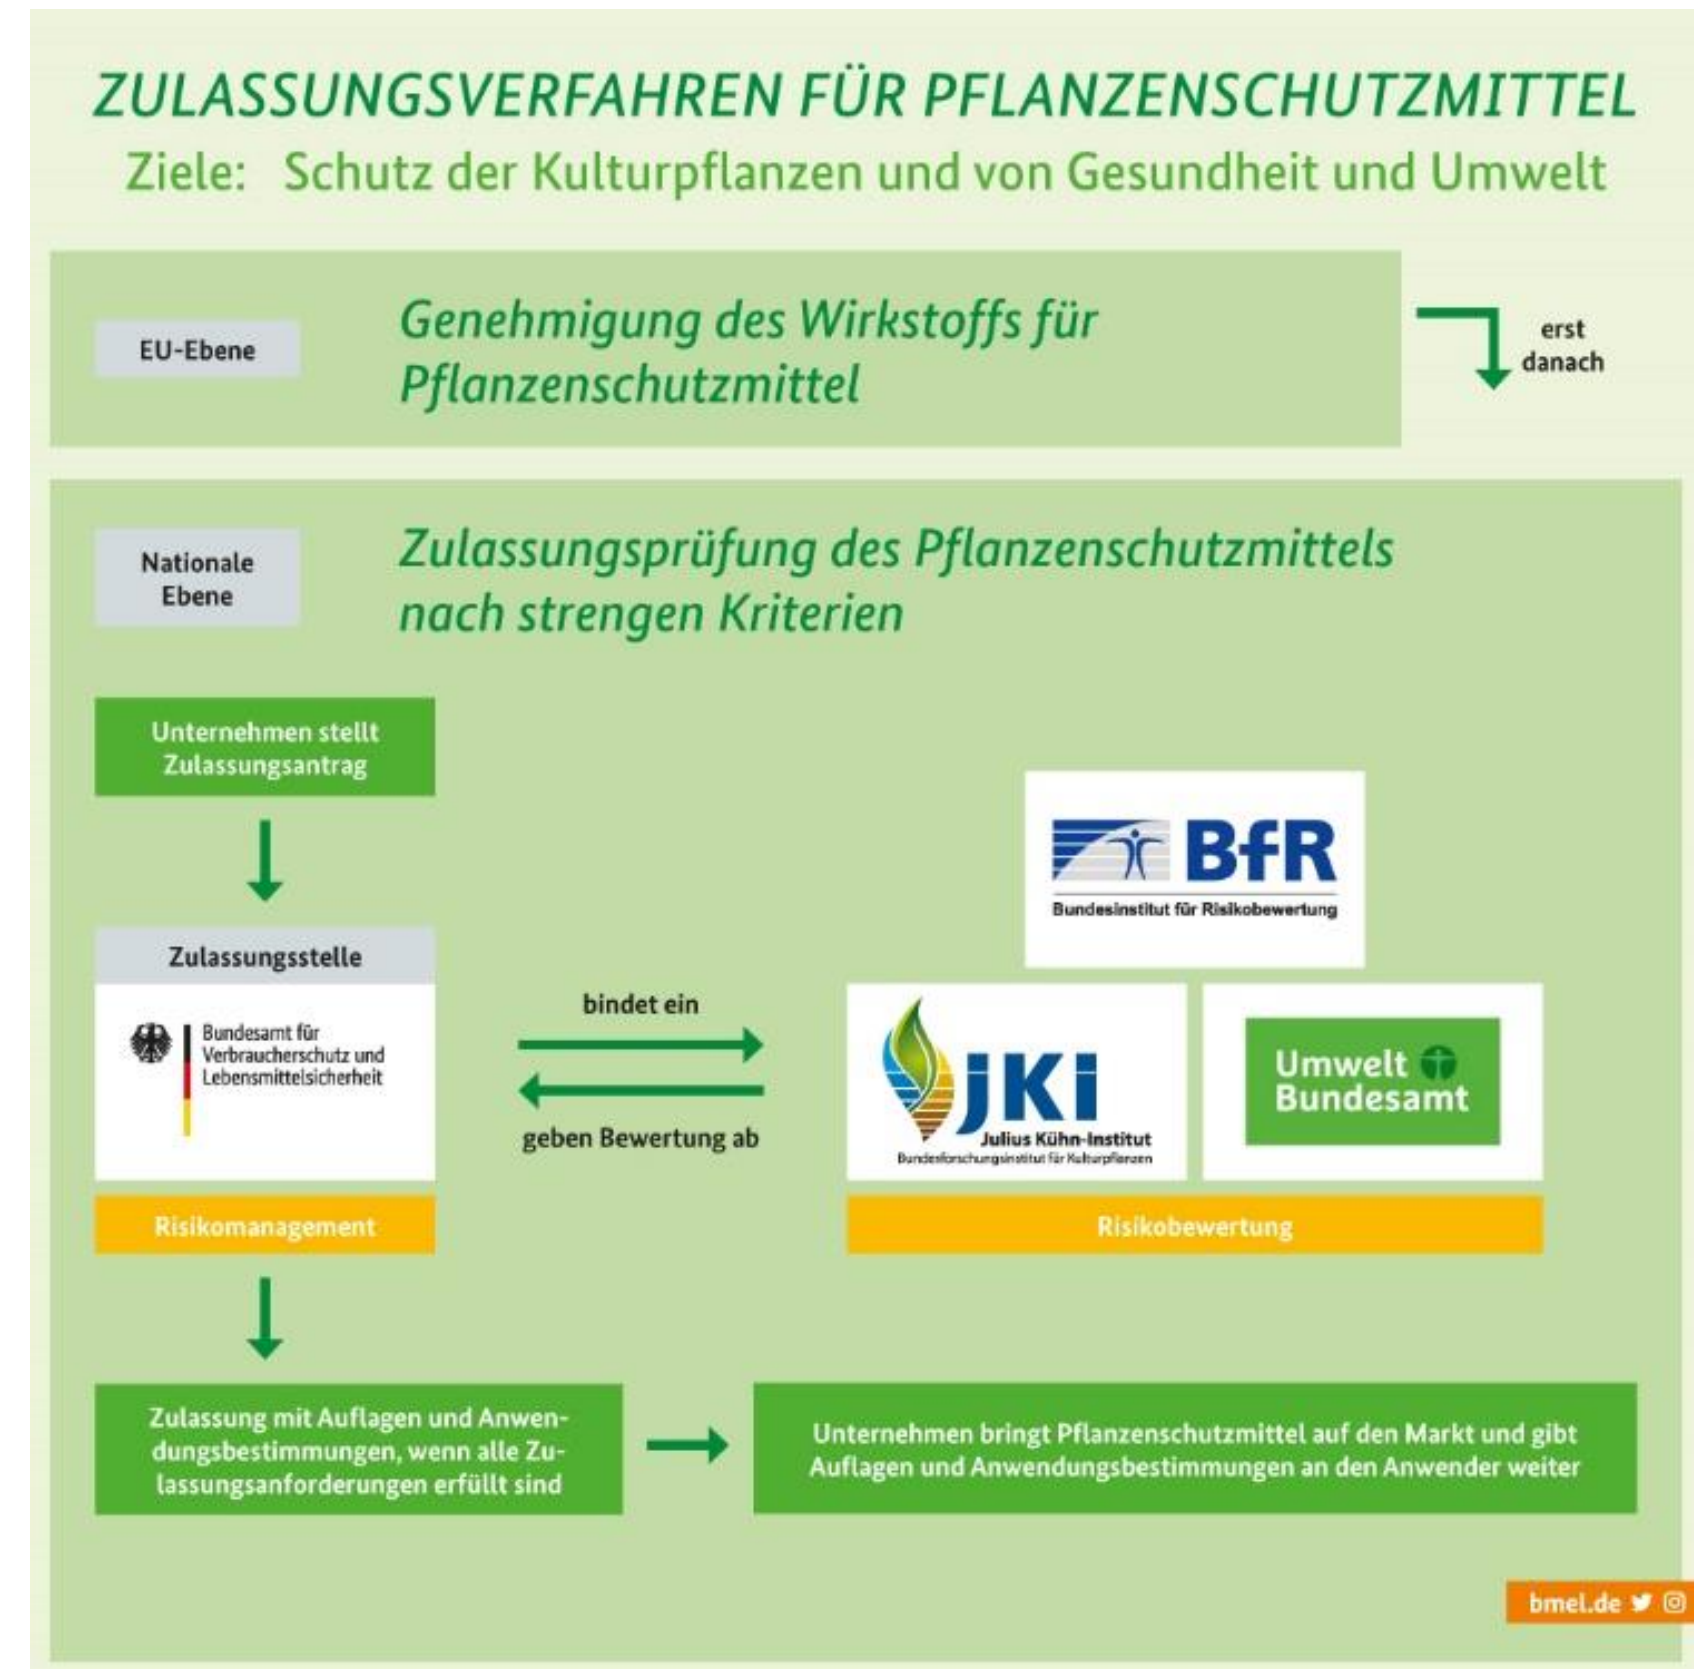 ZULASSUNGSVERFAHREN FÜR PFLANZENSCHUTZMITTEL
Ziele: Schutz der Kulturpflanzen und von Gesundheit und Umwelt
EU-Ebene
Genehmigung des Wirkstoffs für
Pflanzenschutzmittel
erst
danach
Nationale
Ebene
Zulassungsprüfung des Pflanzenschutzmittels
nach strengen Kriterien
Unternehmen stellt
Zulassungsantrag
Zulassungsstelle
Bundesamt für
Verbraucherschutz und
Lebensmittelsicherheit
Risikomanagement
bindet ein
geben Bewertung ab
BfR
Bundesinstitut für Risikobewertung
JKI
Julius Kühn-Institut
Bundesforschungsinstitut für Kulturpflanzen
Umwelt
Bundesamt
Risikobewertung
Zulassung mit Auflagen und Anwen-
dungsbestimmungen, wenn alle Zu-
lassungsanforderungen erfüllt sind
Unternehmen bringt Pflanzenschutzmittel auf den Markt und gibt
Auflagen und Anwendungsbestimmungen an den Anwender weiter
bmel.de